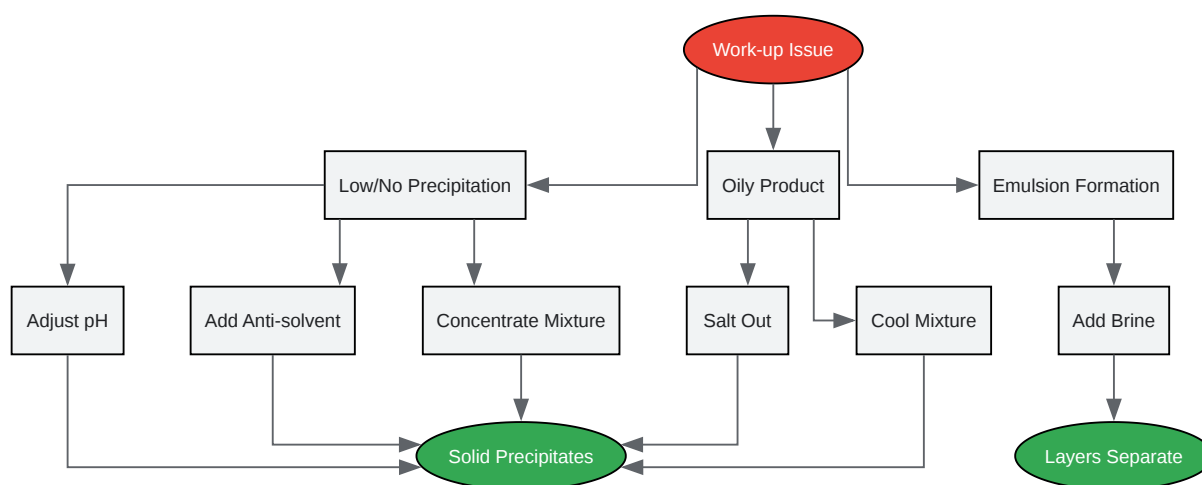 Work-up Issue
Low/No Precipitation
Oily Product
Emulsion Formation
Adjust pH
Add Anti-solvent
Concentrate Mixture
Salt Out
Cool Mixture
Add Brine
Solid Precipitates
Layers Separate